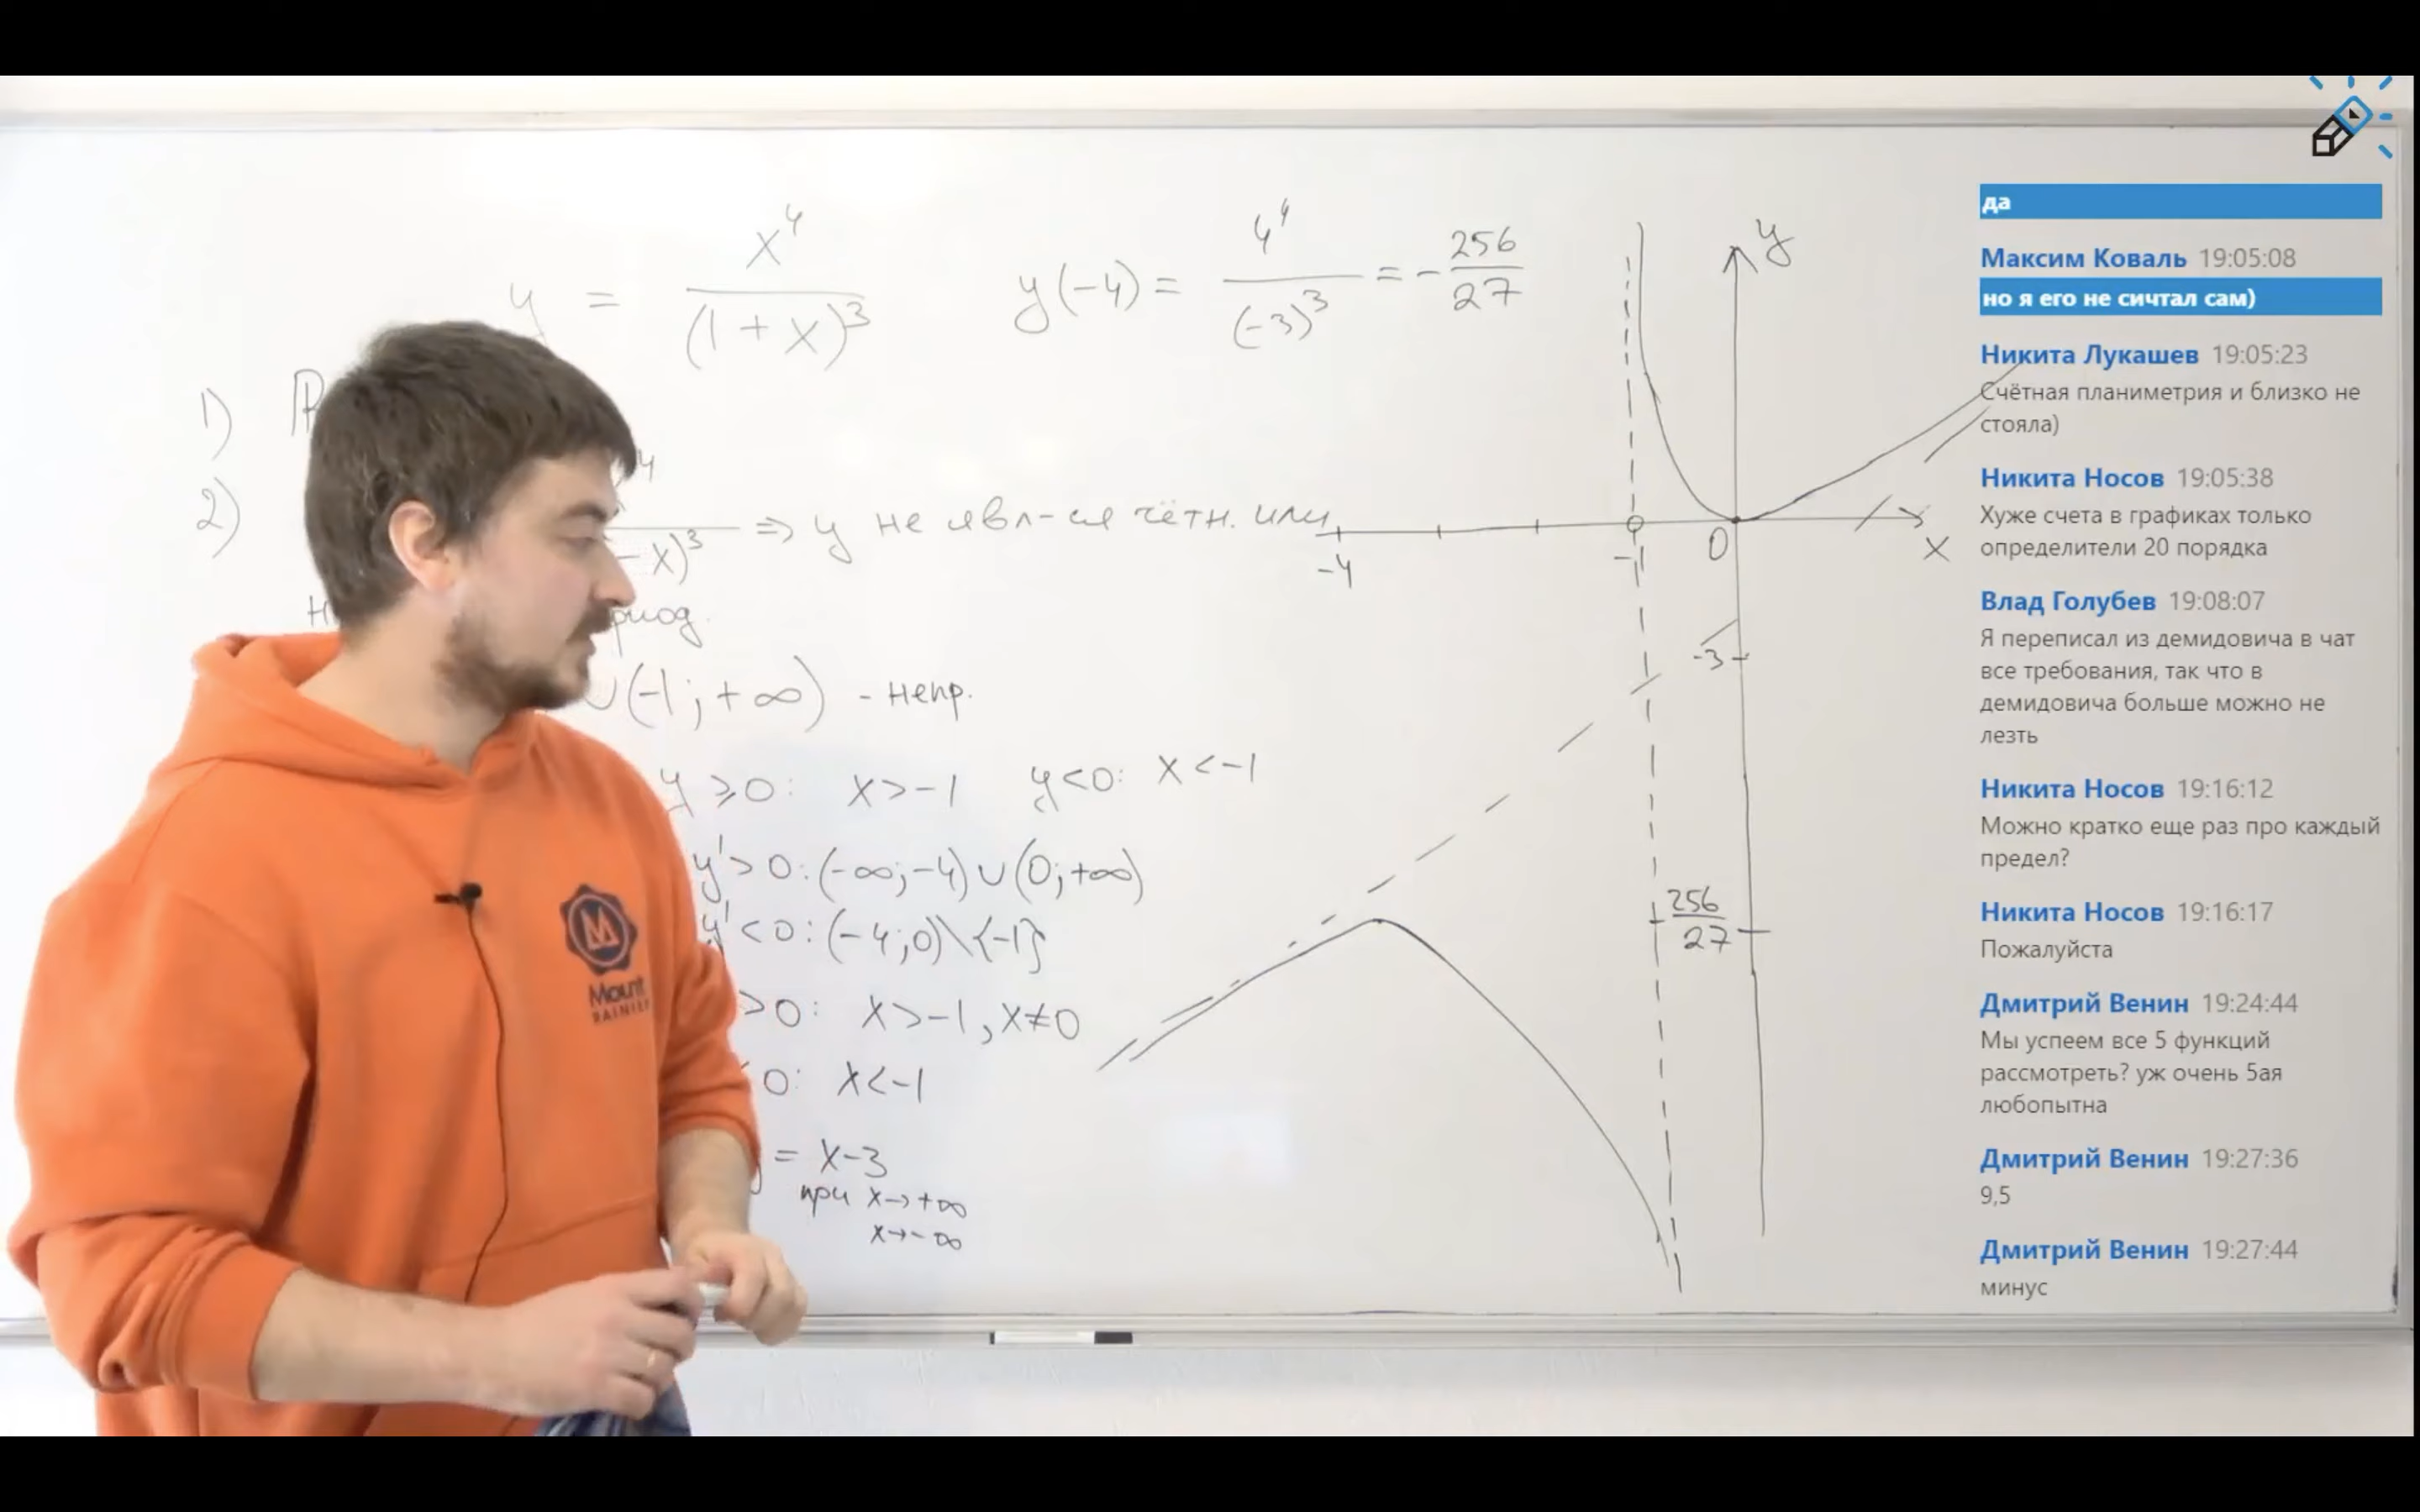 y = x⁴ / (1 + x)³
y(-4) = 4⁴ / (-3)³ = - 256 / 27
1)
2)
4
- x)³ ⇒ y не явл-ся чётн. или
риод.
∪(-1; +∞) - непр.
y ≥ 0: x > -1 y < 0: x < -1
y' > 0: (-∞; -4) ∪ (0; +∞)
y' < 0: (-4; 0) \ {-1}
> 0: x > -1, x ≠ 0
0: x < -1
= x - 3
при x → +∞
x → -∞
y
x
0
-1
-4
-3
256 / 27
Mount
RAINIER
да
Максим Коваль 19:05:08
но я его не сичтал сам)
Никита Лукашев 19:05:23
Счётная планиметрия и близко не
стояла)
Никита Носов 19:05:38
Хуже счета в графиках только
определители 20 порядка
Влад Голубев 19:08:07
Я переписал из демидовича в чат
все требования, так что в
демидовича больше можно не
лезть
Никита Носов 19:16:12
Можно кратко еще раз про каждый
предел?
Никита Носов 19:16:17
Пожалуйста
Дмитрий Венин 19:24:44
Мы успеем все 5 функций
рассмотреть? уж очень 5ая
любопытна
Дмитрий Венин 19:27:36
9,5
Дмитрий Венин 19:27:44
минус